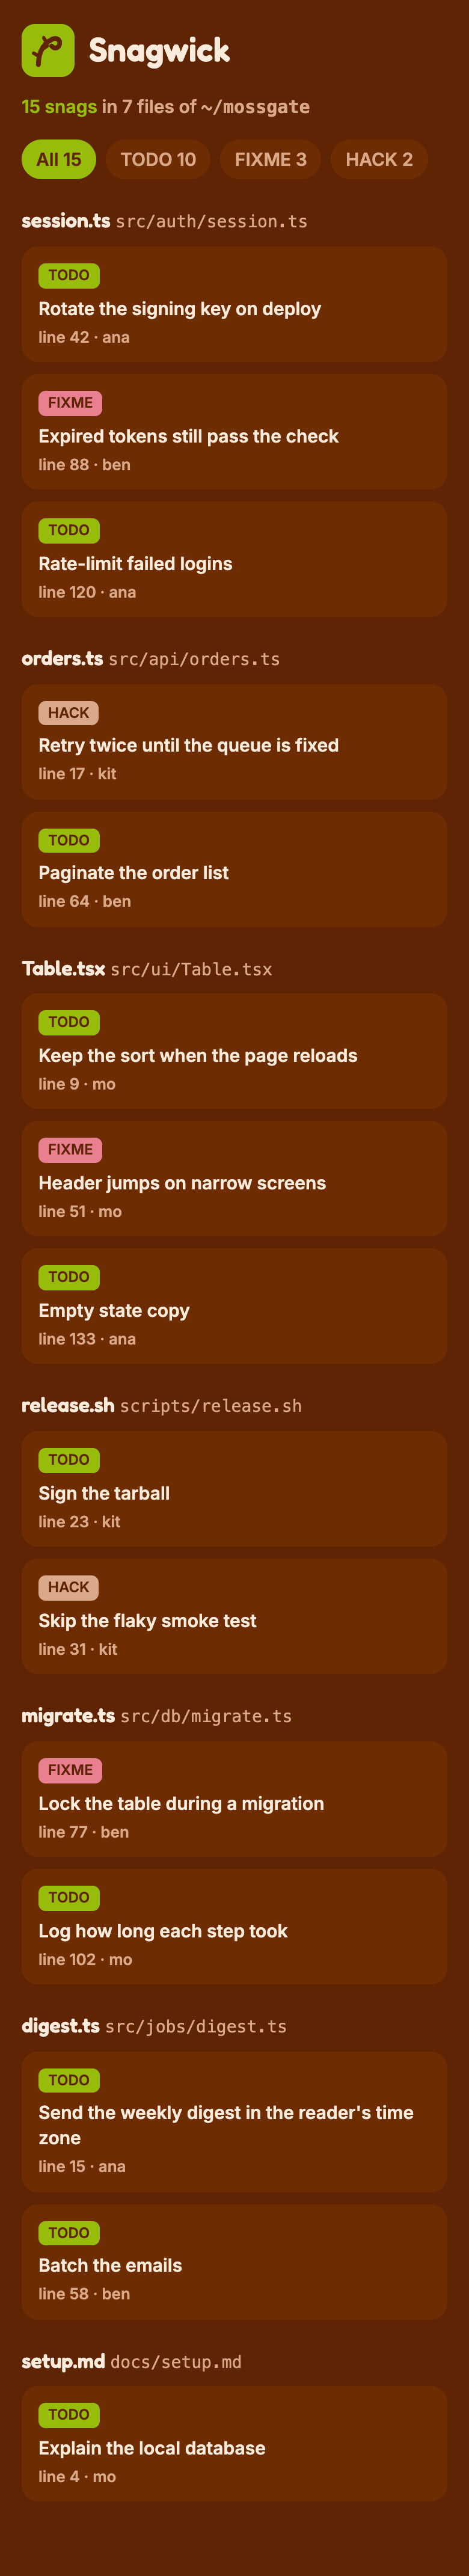 Snagwick
15 snags in 7 files of ~/mossgate
All 15 TODO 10 FIXME 3 HACK 2
session.ts src/auth/session.ts
TODO
Rotate the signing key on deploy
line 42 · ana
FIXME
Expired tokens still pass the check
line 88 · ben
TODO
Rate-limit failed logins
line 120 · ana
orders.ts src/api/orders.ts
HACK
Retry twice until the queue is fixed
line 17 · kit
TODO
Paginate the order list
line 64 · ben
Table.tsx src/ui/Table.tsx
TODO
Keep the sort when the page reloads
line 9 · mo
FIXME
Header jumps on narrow screens
line 51 · mo
TODO
Empty state copy
line 133 · ana
release.sh scripts/release.sh
TODO
Sign the tarball
line 23 · kit
HACK
Skip the flaky smoke test
line 31 · kit
migrate.ts src/db/migrate.ts
FIXME
Lock the table during a migration
line 77 · ben
TODO
Log how long each step took
line 102 · mo
digest.ts src/jobs/digest.ts
TODO
Send the weekly digest in the reader's time
zone
line 15 · ana
TODO
Batch the emails
line 58 · ben
setup.md docs/setup.md
TODO
Explain the local database
line 4 · mo